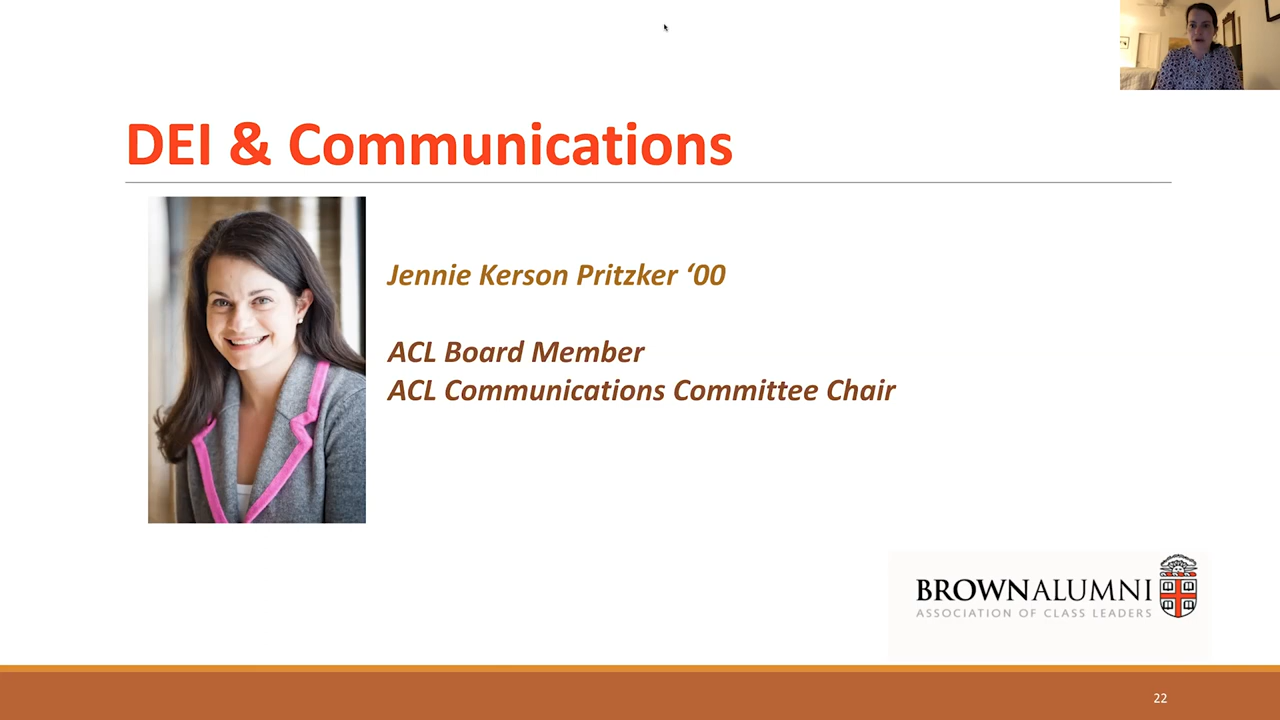 DEI & Communications
Jennie Kerson Pritzker ‘00
ACL Board Member
ACL Communications Committee Chair
BROWNALUMNI
ASSOCIATION OF CLASS LEADERS
22